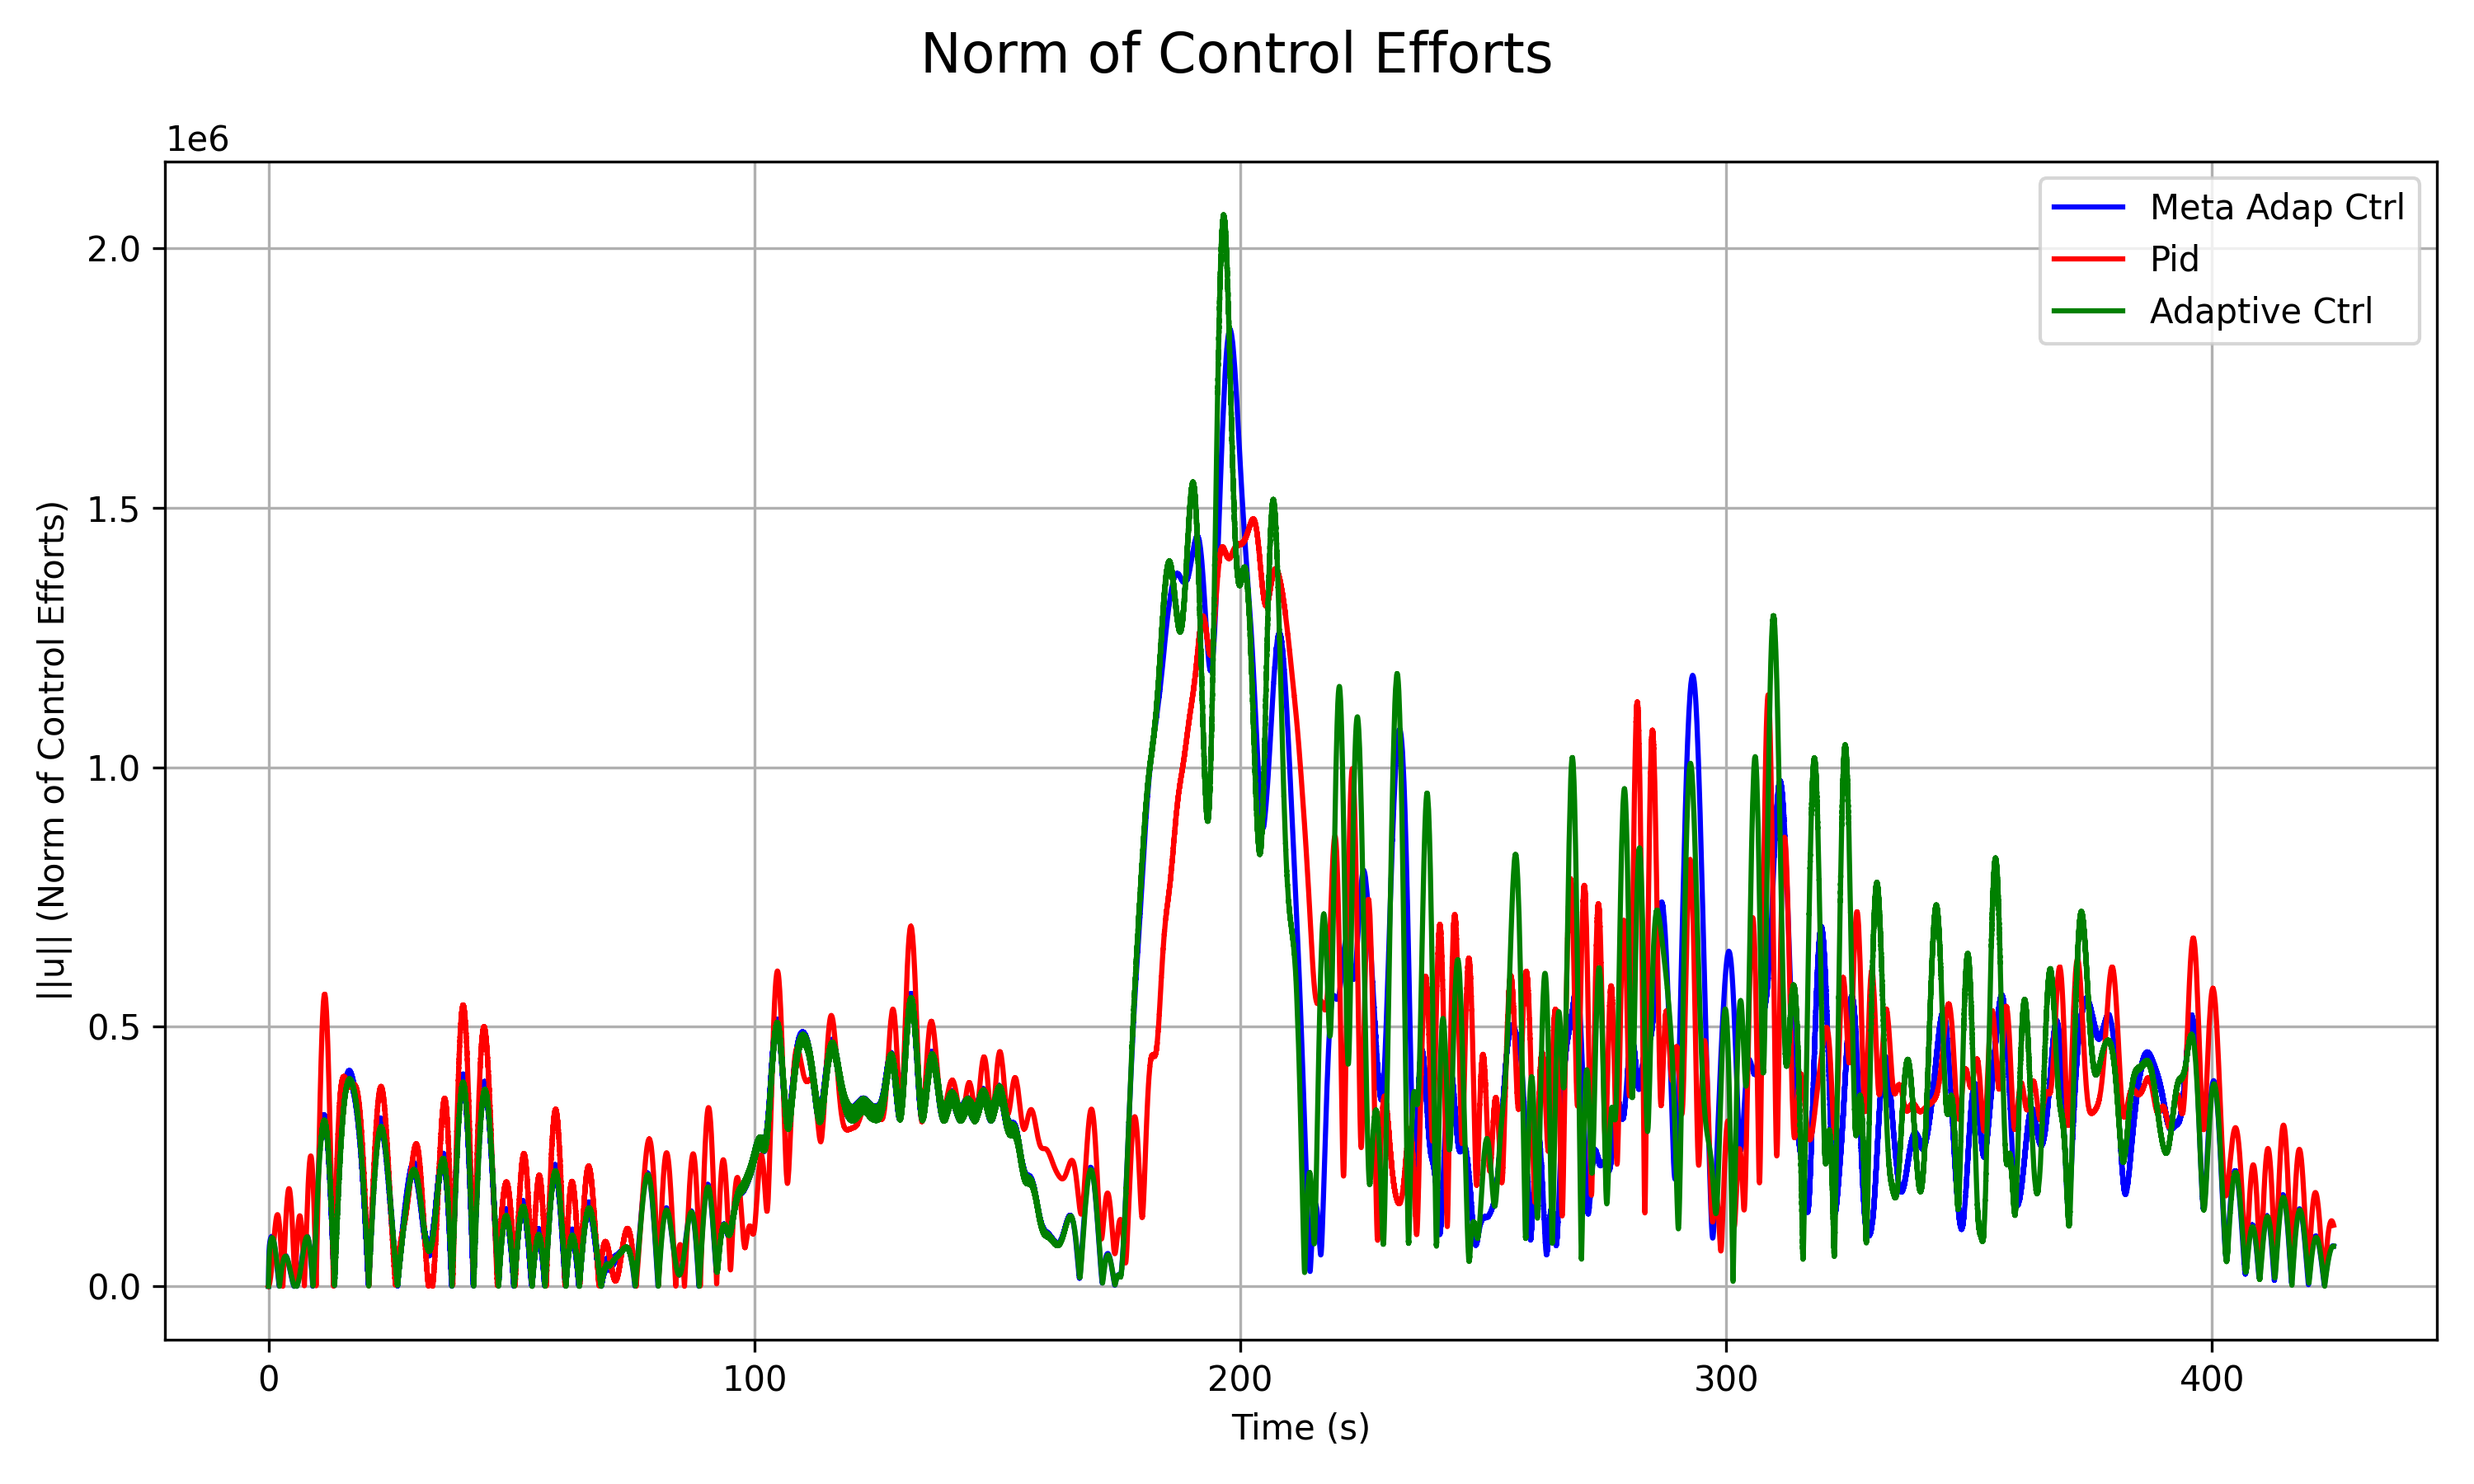 Norm of Control Efforts
1e6
Meta Adap Ctrl
Pid
Adaptive Ctrl
||u|| (Norm of Control Efforts)
2.0
1.5
1.0
0.5
0.0
0 100 200 300 400
Time (s)